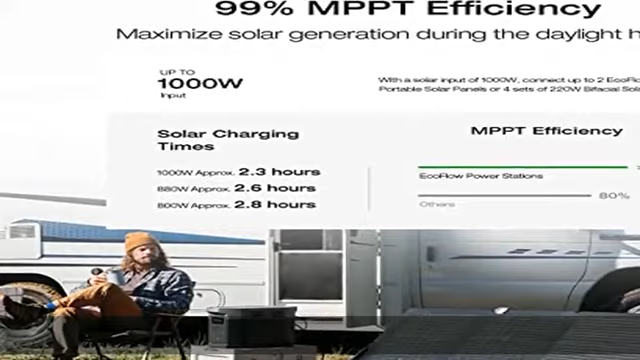 99% MPPT Efficiency
Maximize solar generation during the daylight h
UP TO
1000W
Input
With a solar input of 1000W, connect up to 2 EcoFlo
Portable Solar Panels or 4 sets of 220W Bifacial Sola
Solar Charging
Times
1000W Approx. 2.3 hours
880W Approx. 2.6 hours
800W Approx. 2.8 hours
MPPT Efficiency
EcoFlow Power Stations
80%
Others